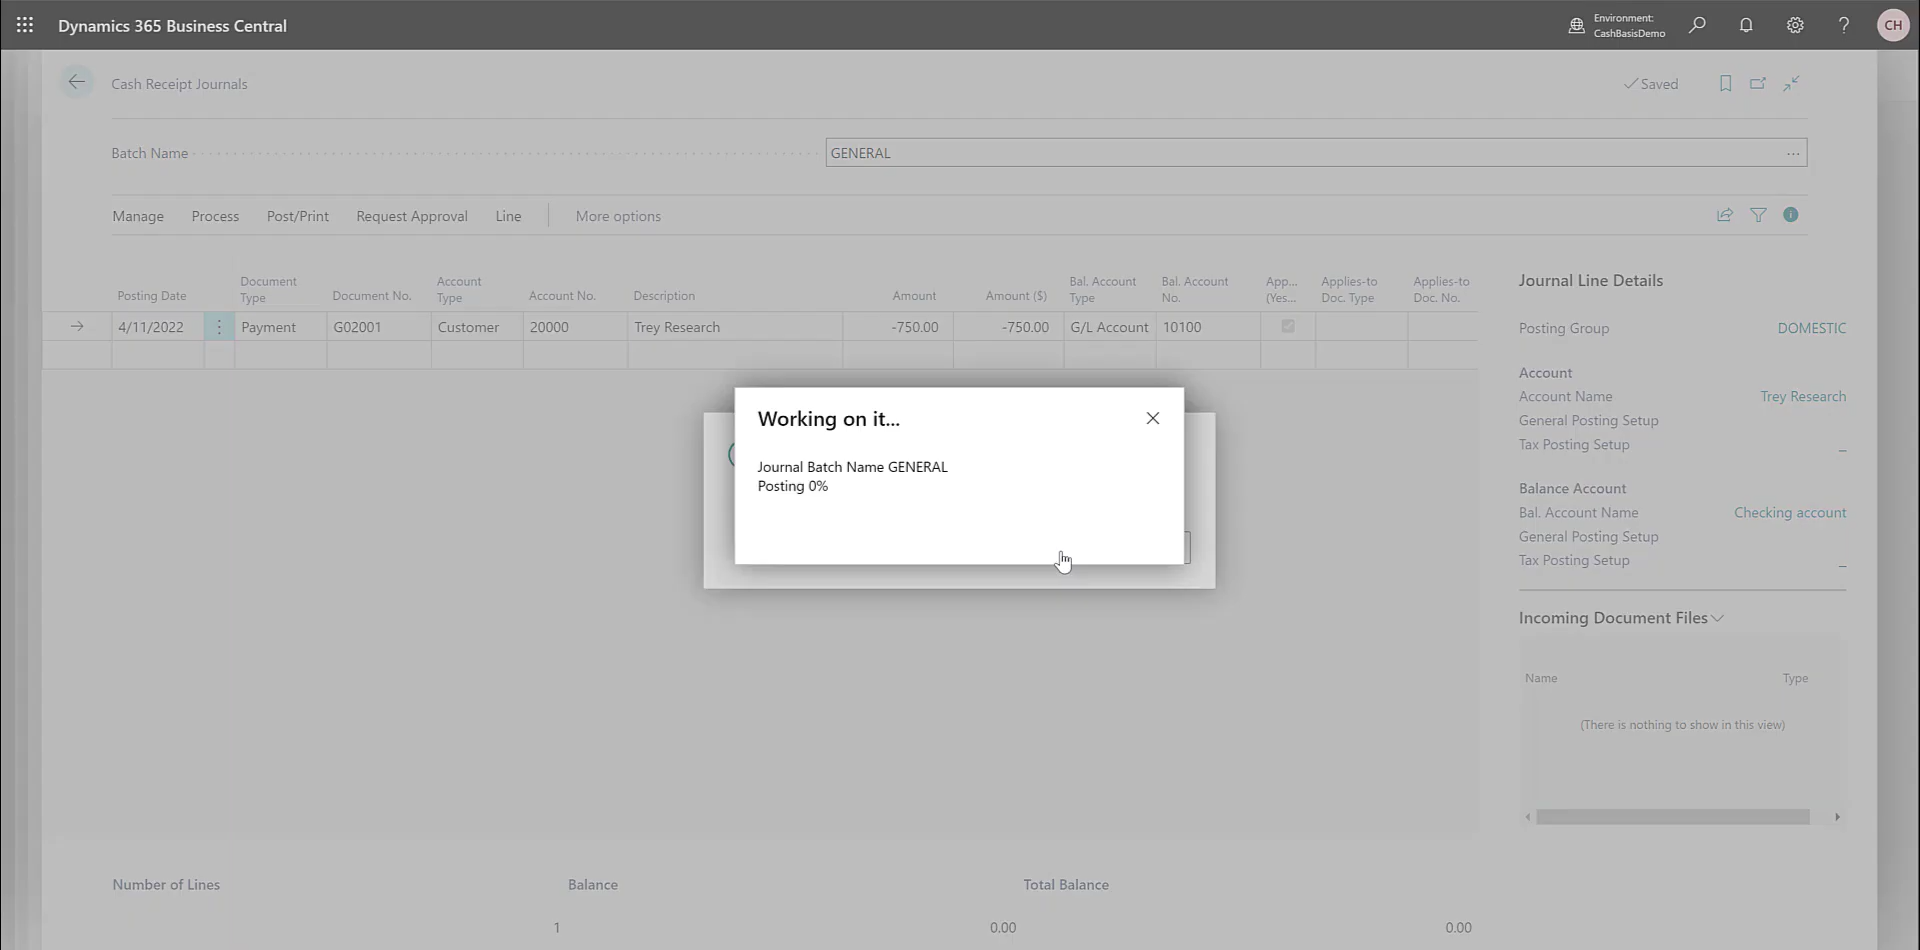 Dynamics 365 Business Central
Environment:
CashBasisDemo
?
CH
Cash Receipt Journals
Saved
Batch Name
GENERAL
...
Manage Process Post/Print Request Approval Line More options
Posting Date
Document Type
Document No.
Account Type
Account No.
Description
Amount
Amount ($)
Bal. Account Type
Bal. Account No.
App... (Yes...
Applies-to Doc. Type
Applies-to Doc. No.
4/11/2022 Payment G02001 Customer 20000 Trey Research -750.00 -750.00 G/L Account 10100
Working on it...
Journal Batch Name GENERAL
Posting 0%
Journal Line Details
Posting Group DOMESTIC
Account
Account Name Trey Research
General Posting Setup
Tax Posting Setup _
Balance Account
Bal. Account Name Checking account
General Posting Setup
Tax Posting Setup _
Incoming Document Files
Name Type
(There is nothing to show in this view)
Number of Lines Balance Total Balance
1 0.00 0.00